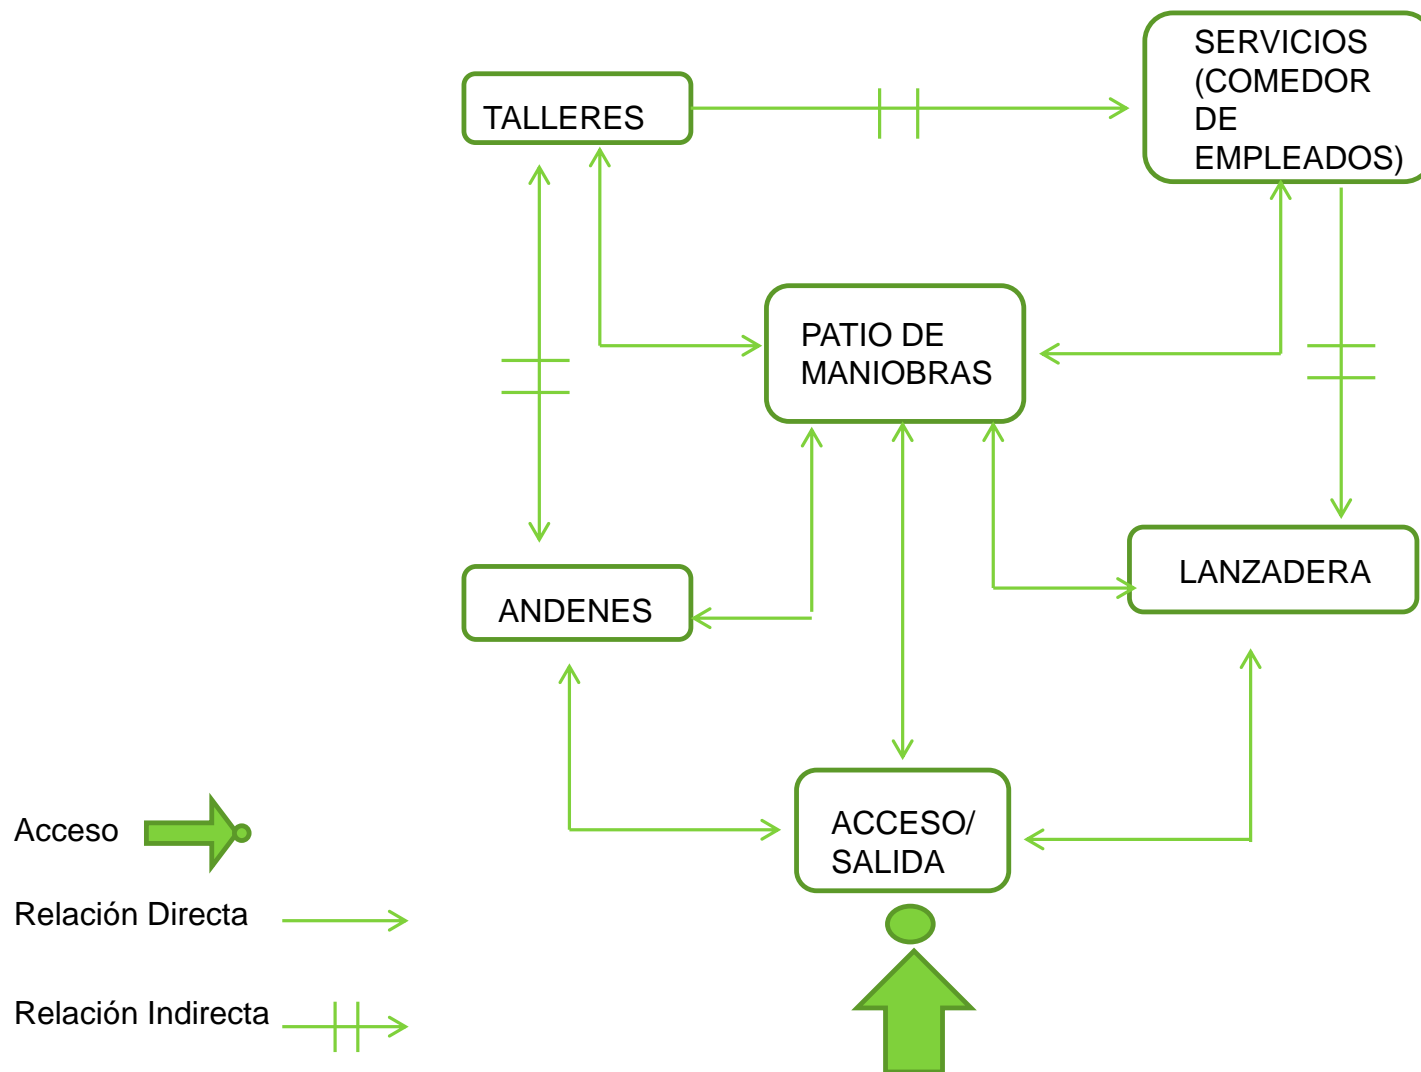 SERVICIOS
(COMEDOR
DE
EMPLEADOS)
TALLERES
PATIO DE
MANIOBRAS
LANZADERA
ANDENES
ACCESO/
SALIDA
Acceso
Relación Directa
Relación Indirecta